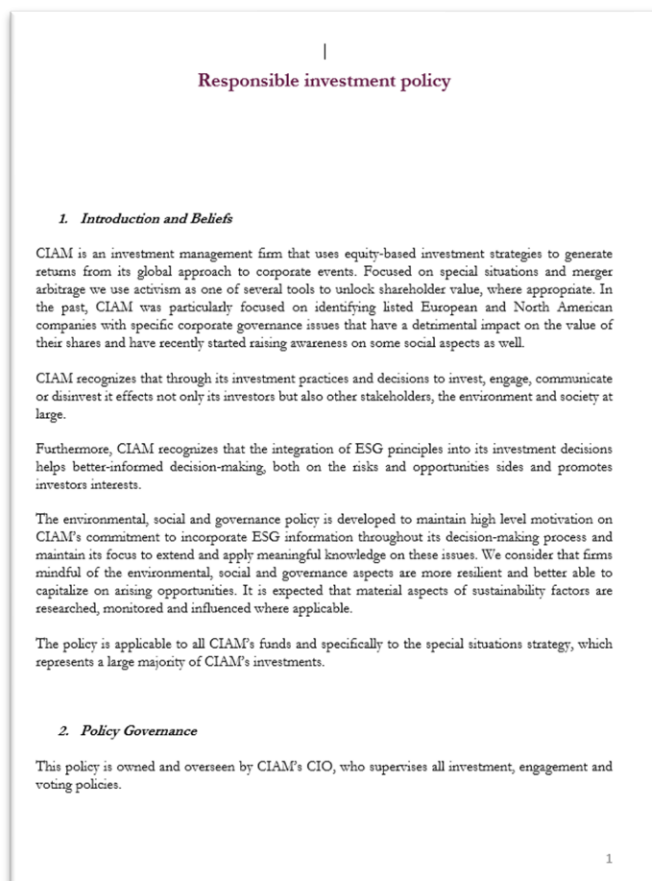 Responsible investment policy
1. Introduction and Beliefs
CIAM is an investment management firm that uses equity-based investment strategies to generate
returns from its global approach to corporate events. Focused on special situations and merger
arbitrage we use activism as one of several tools to unlock shareholder value, where appropriate. In
the past, CIAM was particularly focused on identifying listed European and North American
companies with specific corporate governance issues that have a detrimental impact on the value of
their shares and have recently started raising awareness on some social aspects as well.
CIAM recognizes that through its investment practices and decisions to invest, engage, communicate
or disinvest it effects not only its investors but also other stakeholders, the environment and society at
large.
Furthermore, CIAM recognizes that the integration of ESG principles into its investment decisions
helps better-informed decision-making, both on the risks and opportunities sides and promotes
investors interests.
The environmental, social and governance policy is developed to maintain high level motivation on
CIAM's commitment to incorporate ESG information throughout its decision-making process and
maintain its focus to extend and apply meaningful knowledge on these issues. We consider that firms
mindful of the environmental, social and governance aspects are more resilient and better able to
capitalize on arising opportunities. It is expected that material aspects of sustainability factors are
researched, monitored and influenced where applicable.
The policy is applicable to all CIAM's funds and specifically to the special situations strategy, which
represents a large majority of CIAM's investments.
2. Policy Governance
This policy is owned and overseen by CIAM's CIO, who supervises all investment, engagement and
voting policies.
1